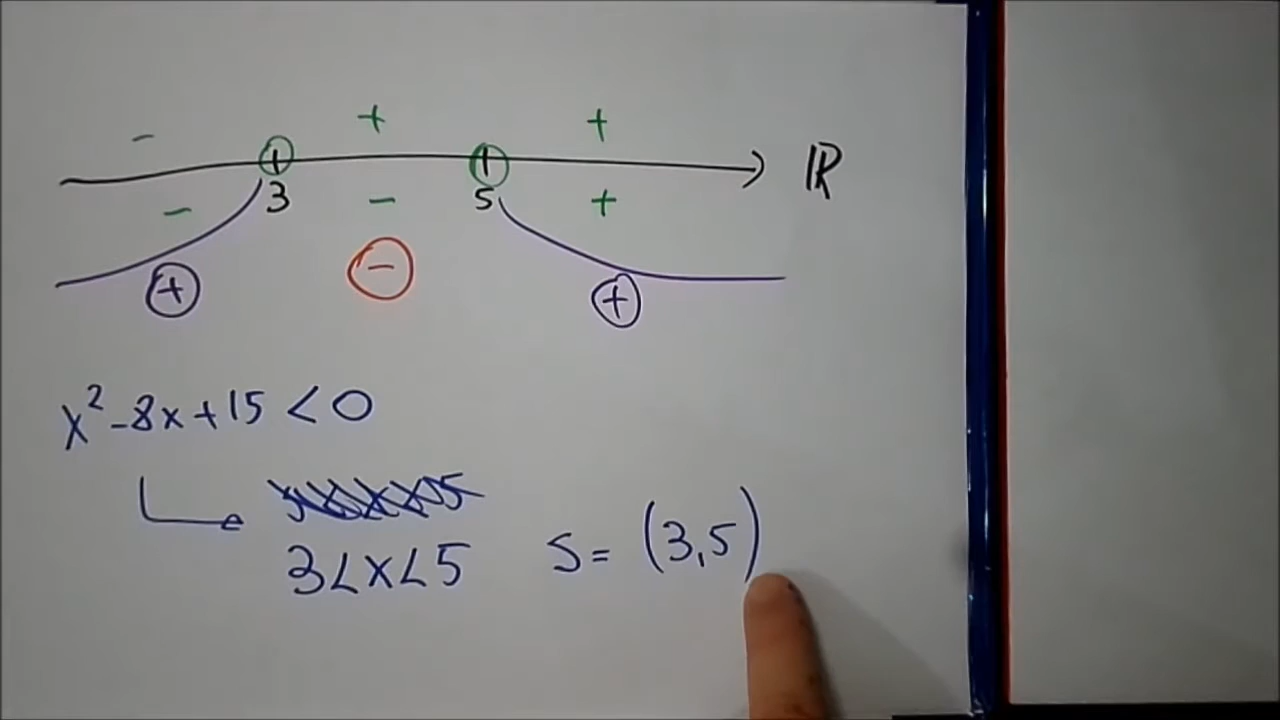 - + +
ℝ
3 5
- - +
+ - +
x² - 8x + 15 < 0
3 < x < 5 S = (3,5)